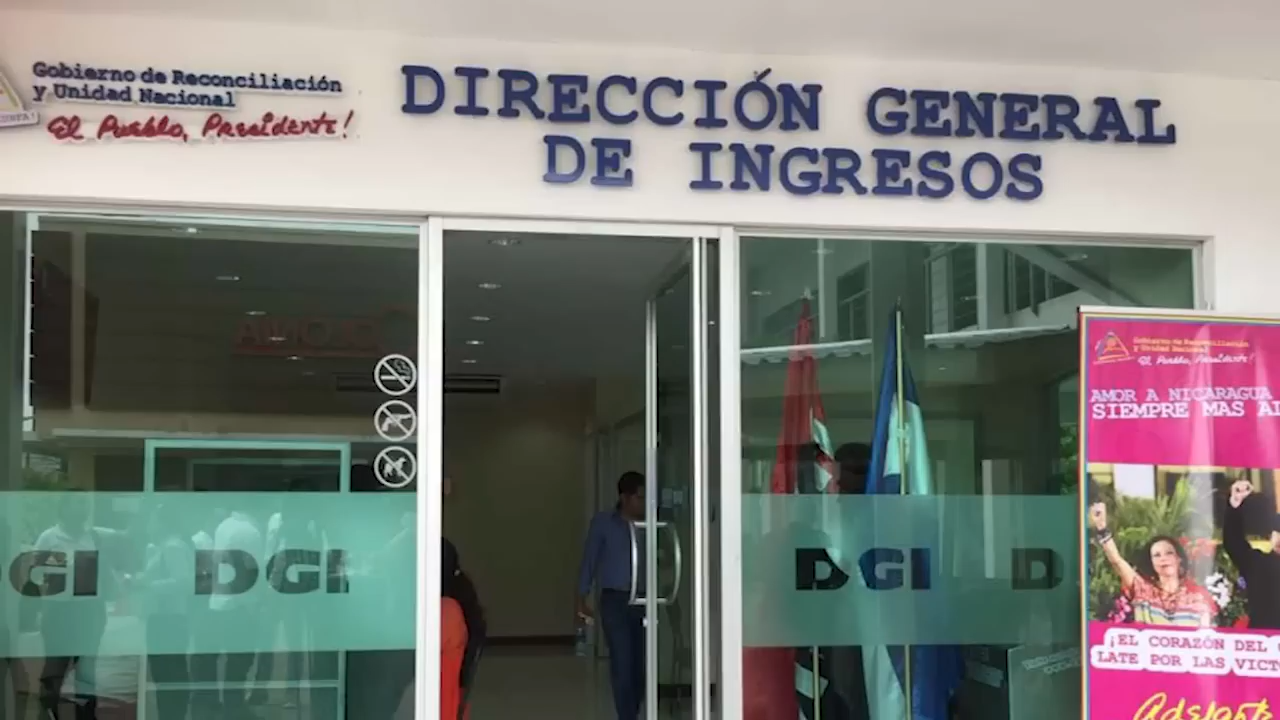 Gobierno de Reconciliación
y Unidad Nacional
El Pueblo, Presidente!
DIRECCIÓN GENERAL
DE INGRESOS
DGI
DGI
DGI
D
Gobierno de Reconciliación
y Unidad Nacional
El Pueblo, Presidente!
AMOR A NICARAGUA
SIEMPRE MAS
¡EL CORAZÓN DEL
LATE POR LAS